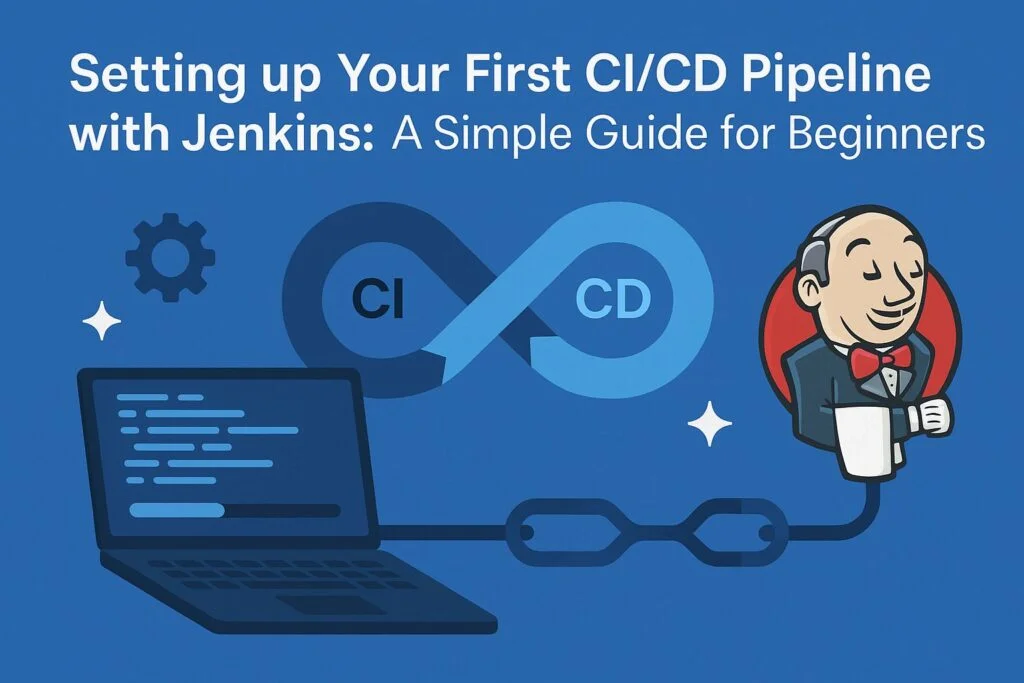 Setting up Your First CI/CD Pipeline
with Jenkins: A Simple Guide for Beginners
CI
CD